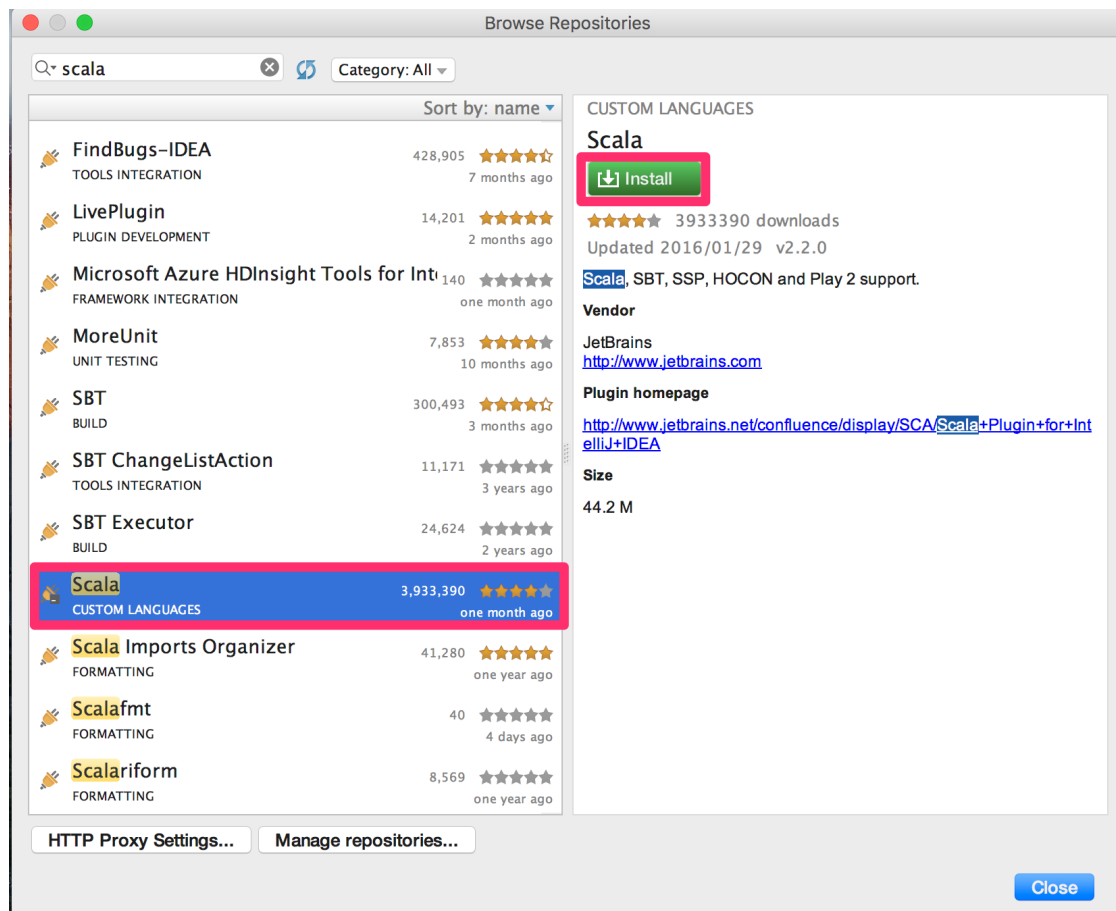 Browse Repositories
scala
Category: All
Sort by: name
FindBugs-IDEA
428,905
TOOLS INTEGRATION
7 months ago
LivePlugin
14,201
PLUGIN DEVELOPMENT
2 months ago
Microsoft Azure HDInsight Tools for Int
140
FRAMEWORK INTEGRATION
one month ago
MoreUnit
7,853
UNIT TESTING
10 months ago
SBT
300,493
BUILD
3 months ago
SBT ChangeListAction
11,171
TOOLS INTEGRATION
3 years ago
SBT Executor
24,624
BUILD
2 years ago
Scala
3,933,390
CUSTOM LANGUAGES
one month ago
Scala Imports Organizer
41,280
FORMATTING
one year ago
Scalafmt
40
FORMATTING
4 days ago
Scalariform
8,569
FORMATTING
one year ago
CUSTOM LANGUAGES
Scala
Install
3933390 downloads
Updated 2016/01/29 v2.2.0
Scala, SBT, SSP, HOCON and Play 2 support.
Vendor
JetBrains
http://www.jetbrains.com
Plugin homepage
http://www.jetbrains.net/confluence/display/SCA/Scala+Plugin+for+Int
elliJ+IDEA
Size
44.2 M
HTTP Proxy Settings...
Manage repositories...
Close